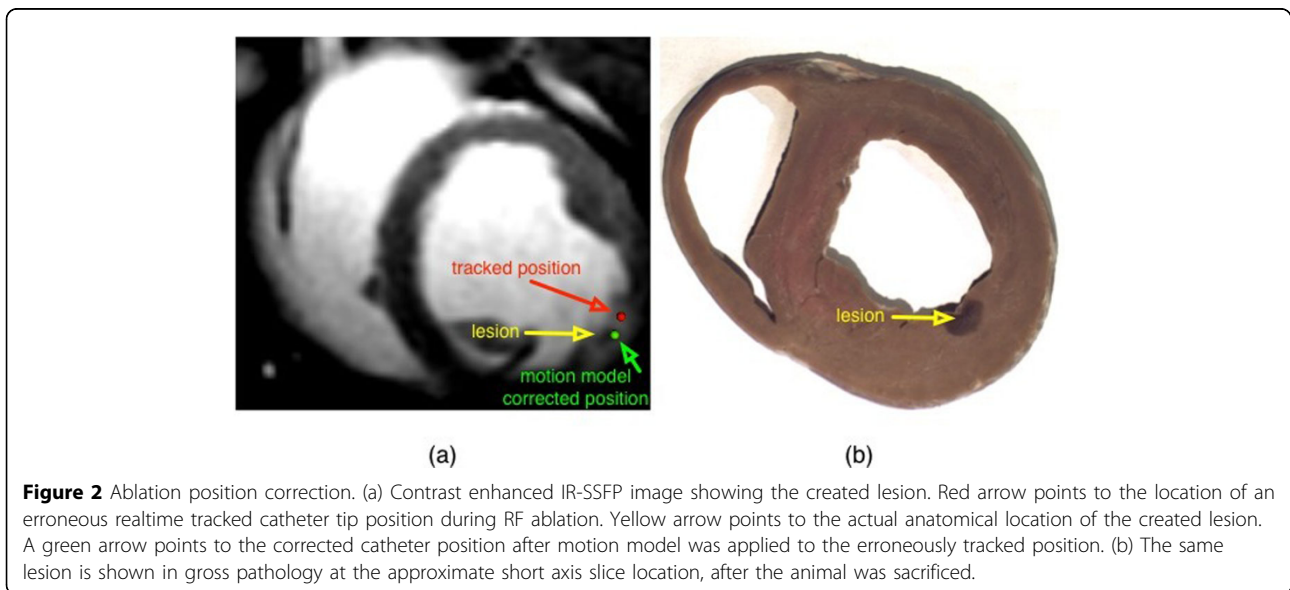 tracked position
lesion
motion model
corrected position
lesion
(a)
(b)
Figure 2 Ablation position correction. (a) Contrast enhanced IR-SSFP image showing the created lesion. Red arrow points to the location of an
erroneous realtime tracked catheter tip position during RF ablation. Yellow arrow points to the actual anatomical location of the created lesion.
A green arrow points to the corrected catheter position after motion model was applied to the erroneously tracked position. (b) The same
lesion is shown in gross pathology at the approximate short axis slice location, after the animal was sacrificed.